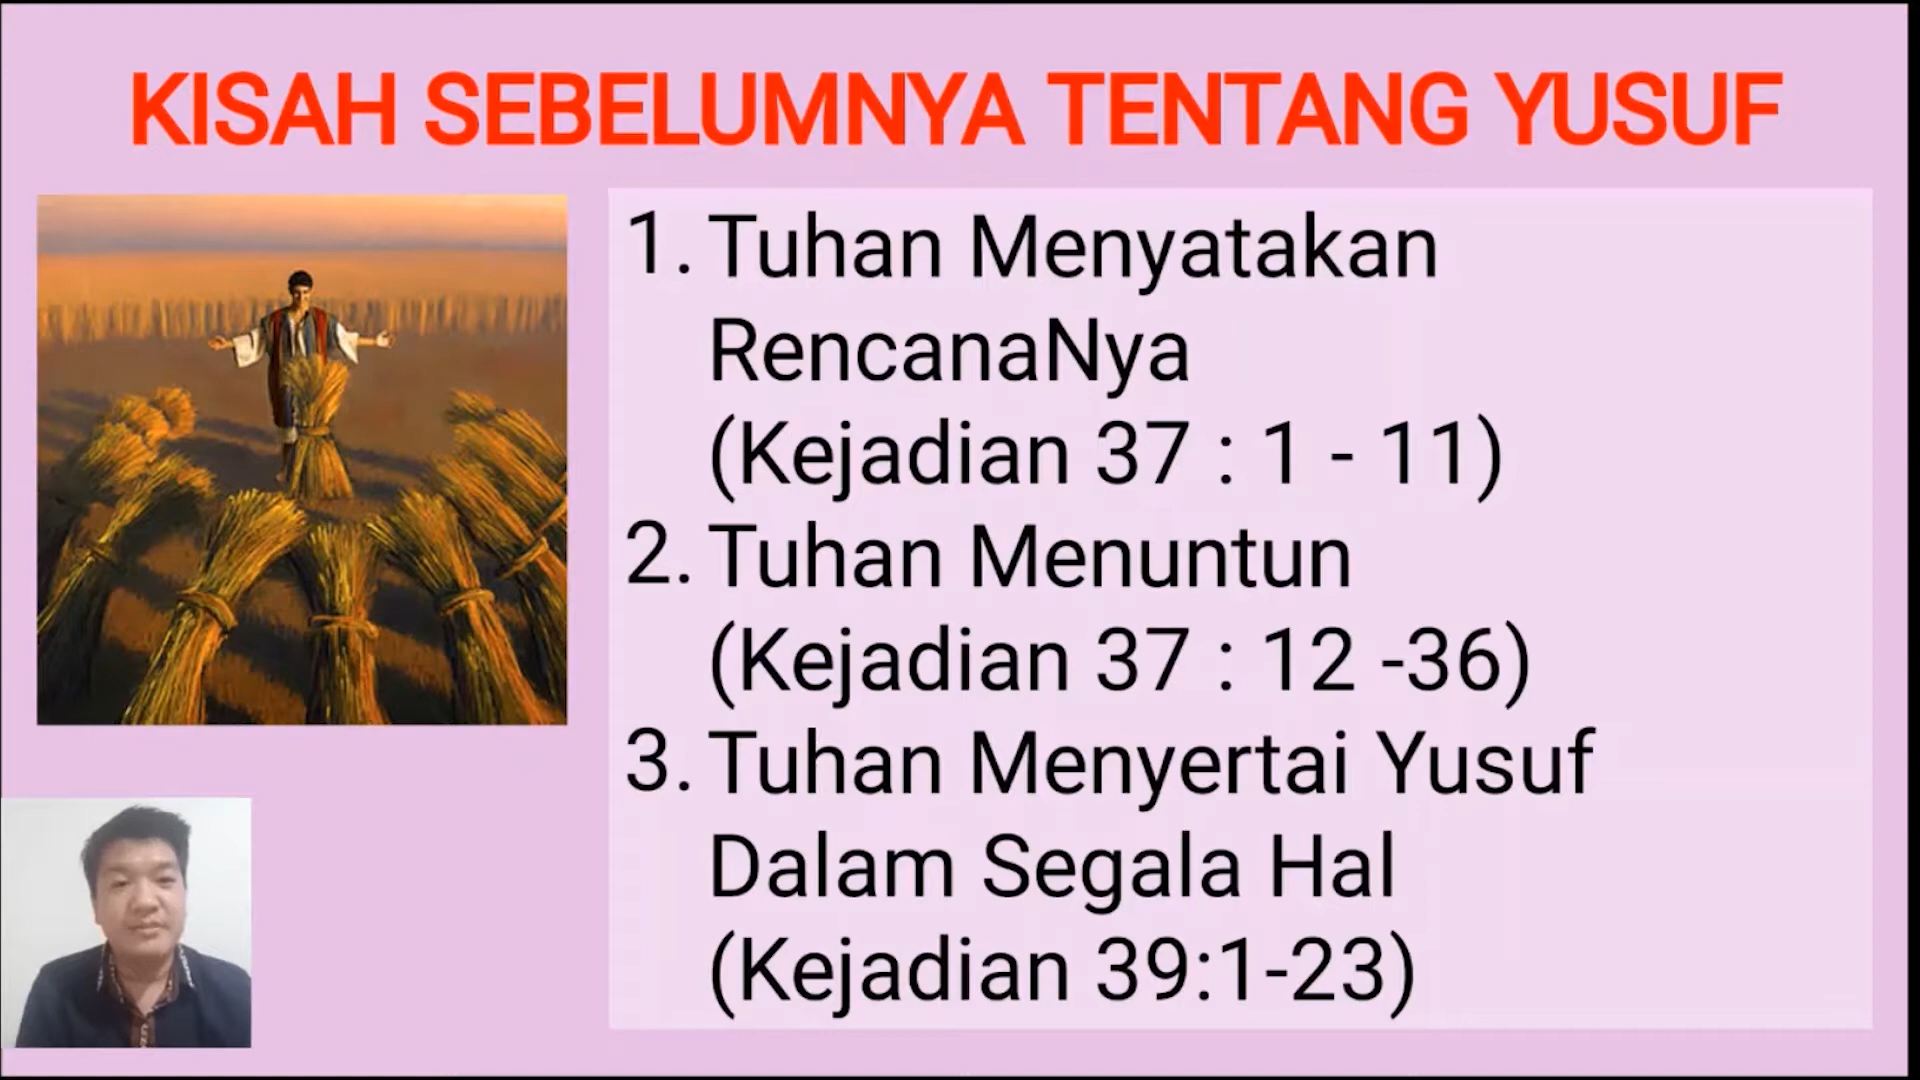 KISAH SEBELUMNYA TENTANG YUSUF
1. Tuhan Menyatakan
RencanaNya
(Kejadian 37 : 1 - 11)
2. Tuhan Menuntun
(Kejadian 37 : 12 -36)
3. Tuhan Menyertai Yusuf
Dalam Segala Hal
(Kejadian 39:1-23)